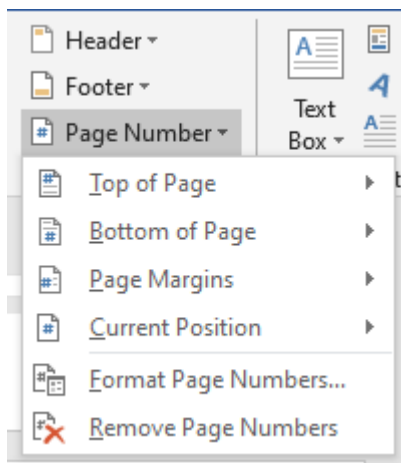 Header
Footer
Page Number
Text
Box
Top of Page
Bottom of Page
Page Margins
Current Position
Format Page Numbers...
Remove Page Numbers